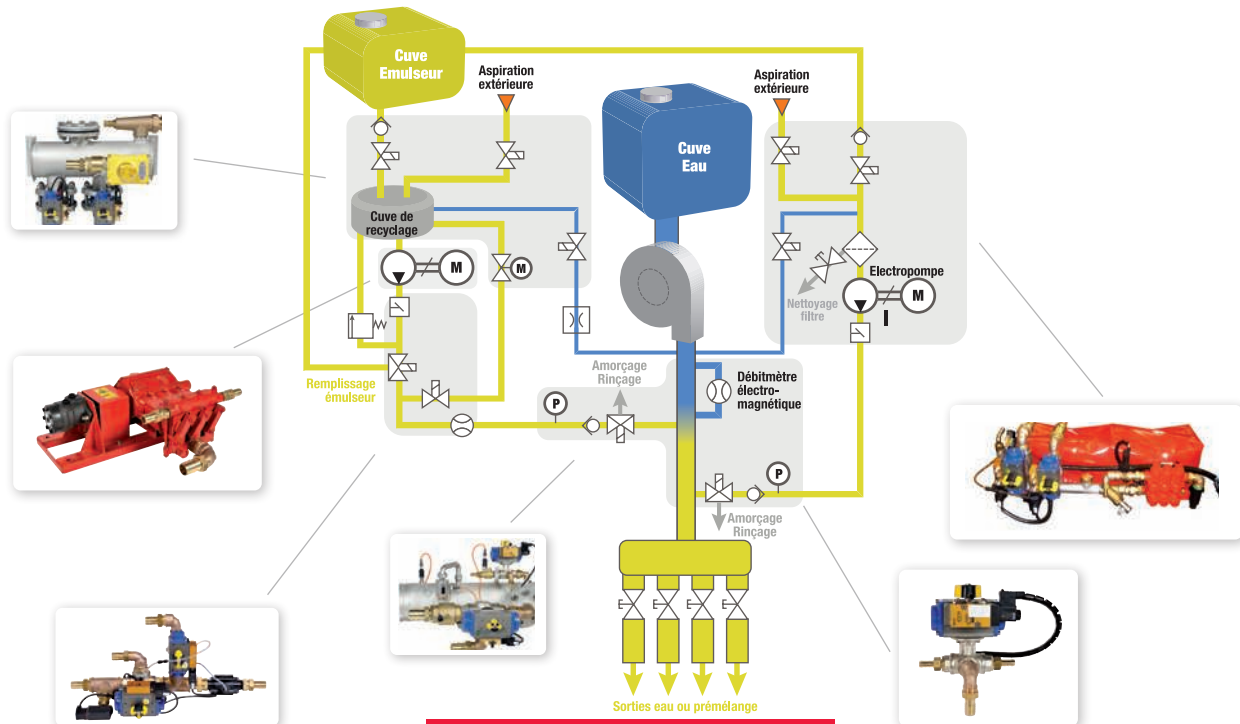 Cuve
Emulseur
Aspiration
extérieure
Aspiration
extérieure
Cuve
Eau
Cuve de
recyclage
M
M
Electropompe
M
I
Nettoyage
filtre
Remplissage
émulseur
Amorçage
Rinçage
P
Débitmètre
électro-
magnétique
P
Amorçage
Rinçage
Sorties eau ou prémélange